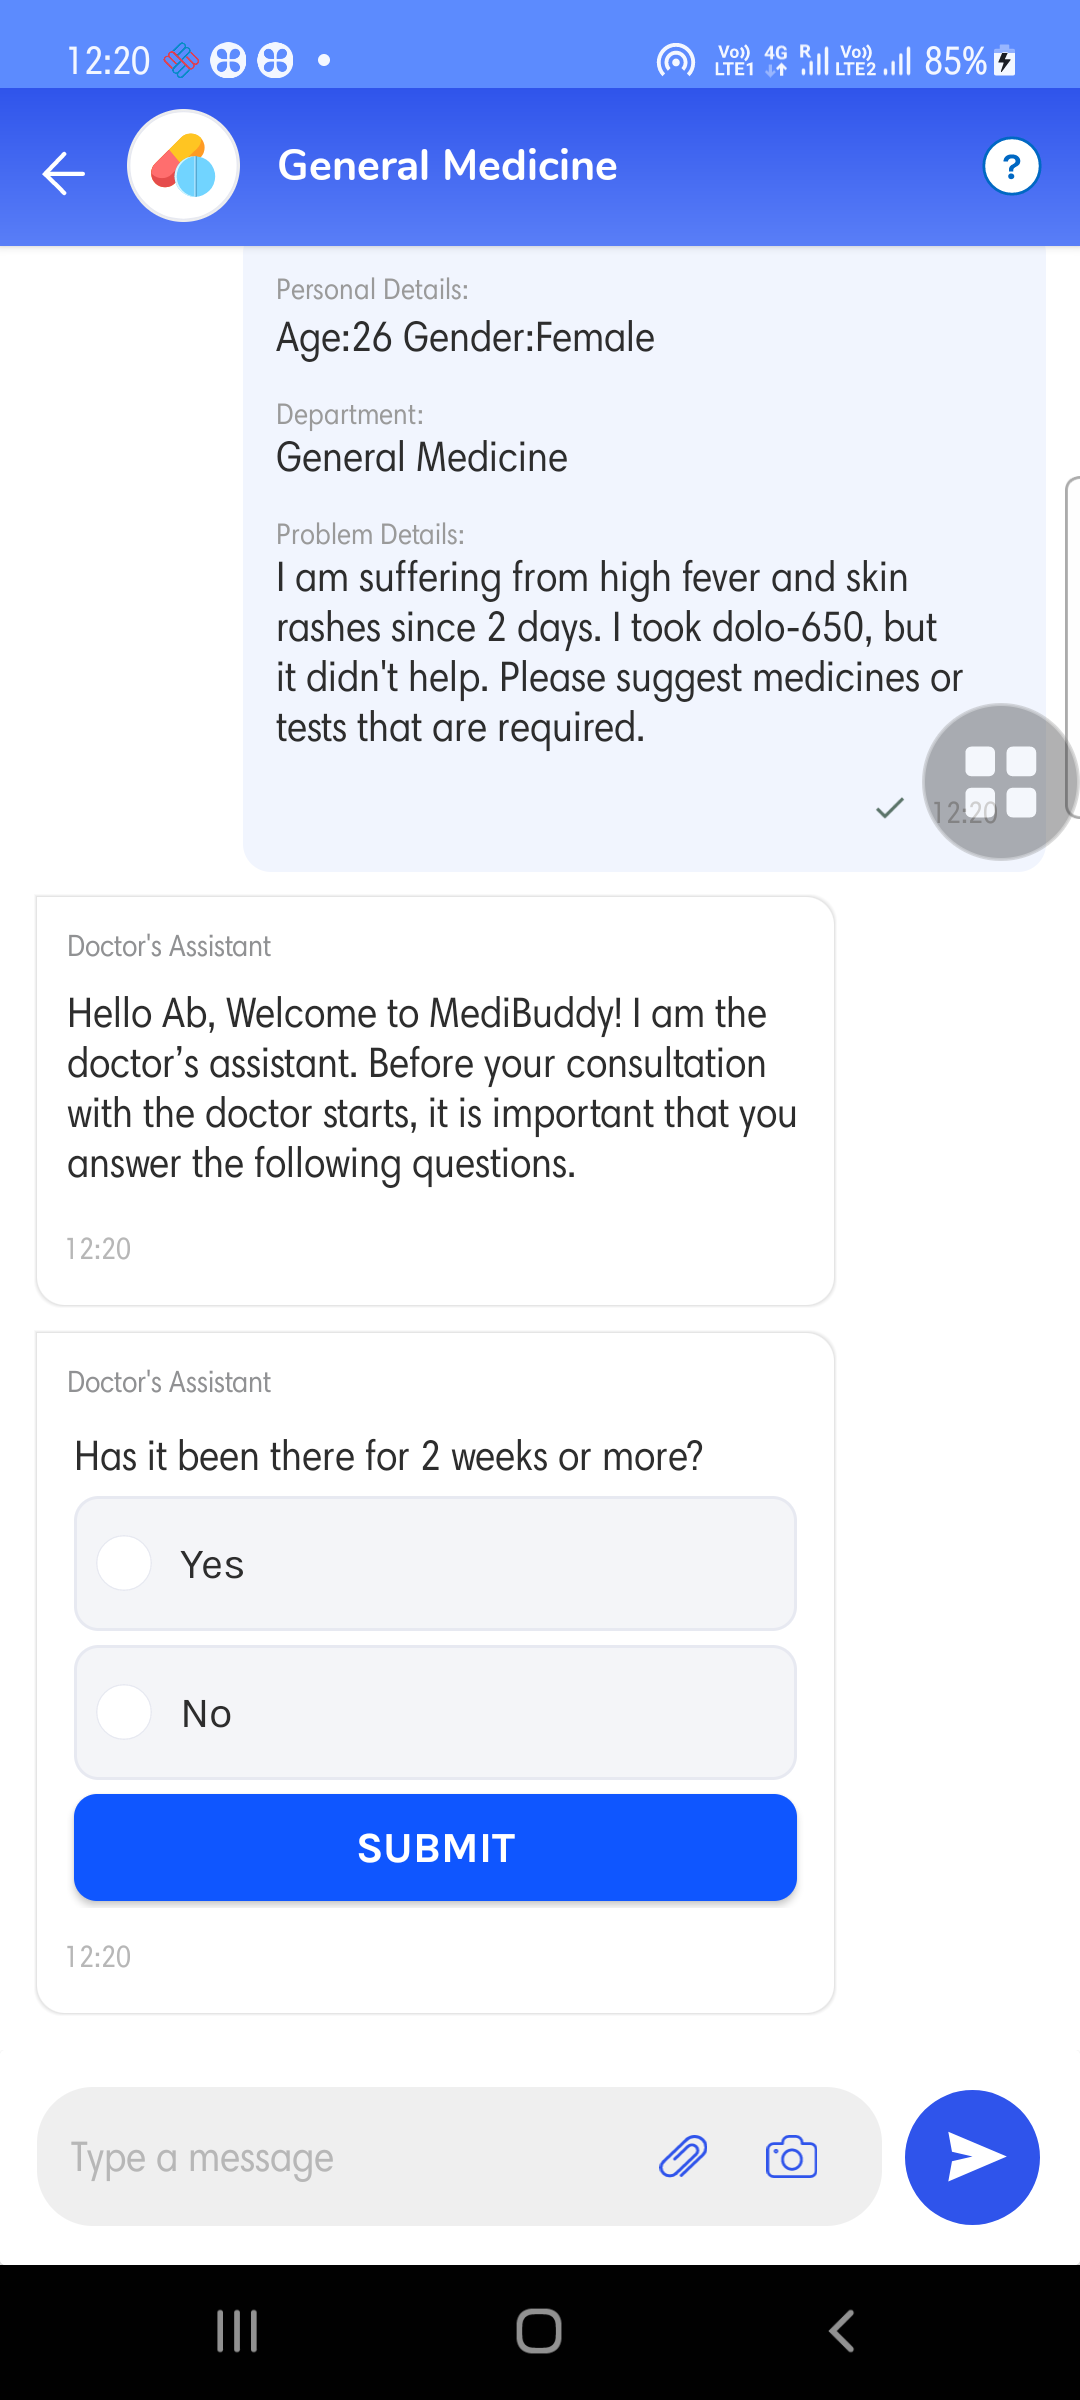 12:20
Vo)) 4G R Vo)) 85%
LTE1 LTE2
General Medicine ?
Personal Details:
Age:26 Gender:Female
Department:
General Medicine
Problem Details:
I am suffering from high fever and skin
rashes since 2 days. I took dolo-650, but
it didn't help. Please suggest medicines or
tests that are required.
12:20
Doctor's Assistant
Hello Ab, Welcome to MediBuddy! I am the
doctor’s assistant. Before your consultation
with the doctor starts, it is important that you
answer the following questions.
12:20
Doctor's Assistant
Has it been there for 2 weeks or more?
Yes
No
SUBMIT
12:20
Type a message